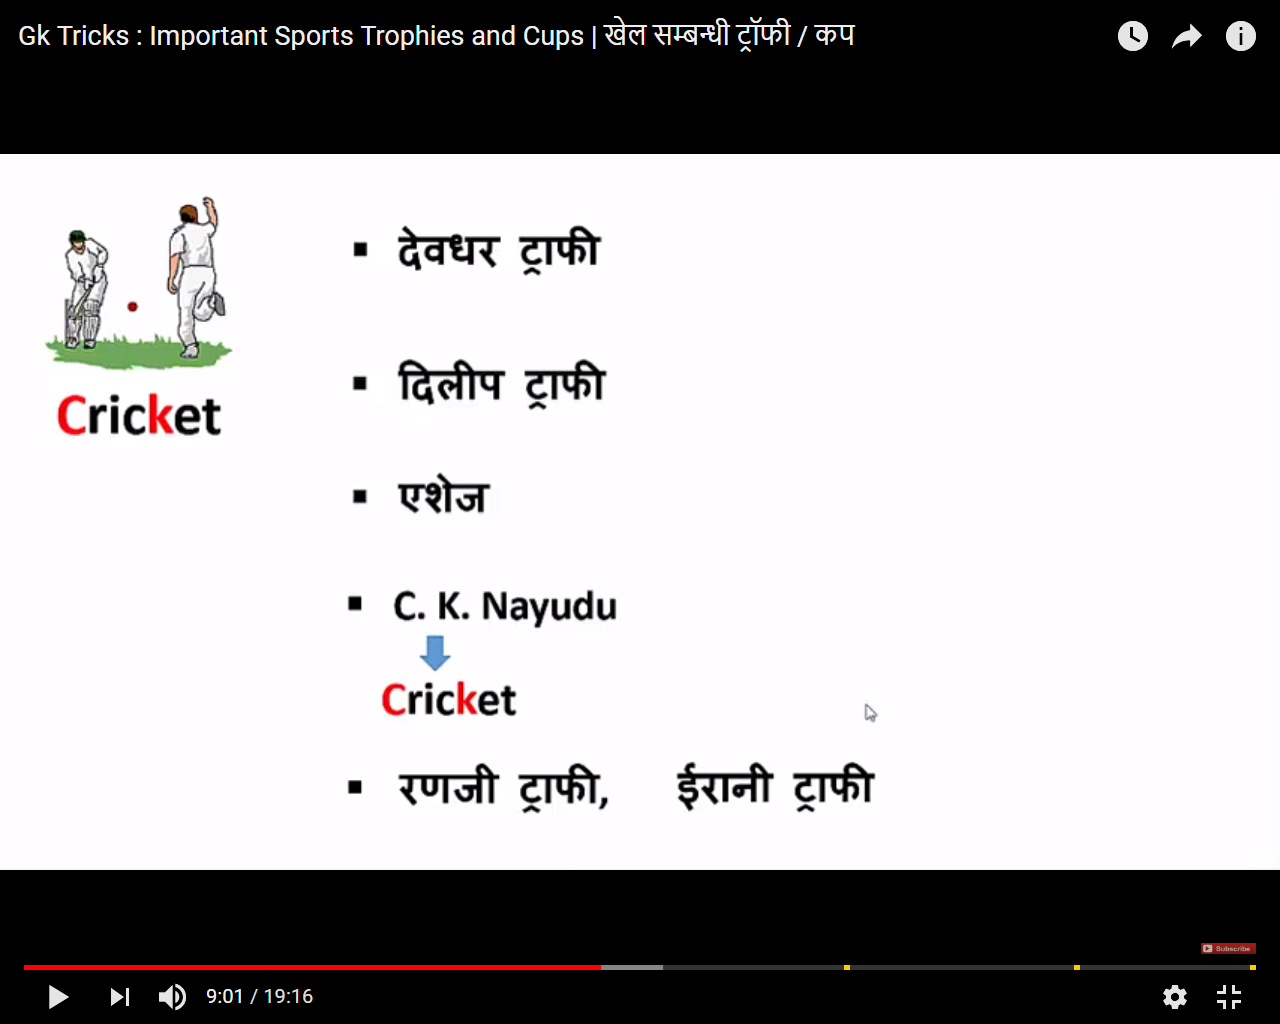 Gk Tricks : Important Sports Trophies and Cups | खेल सम्बन्धी ट्रॉफी / कप
देवधर ट्राफी
Cricket
दिलीप ट्राफी
एशेज
C. K. Nayudu
Cricket
रणजी ट्राफी, ईरानी ट्राफी
Subscribe
9:01 / 19:16